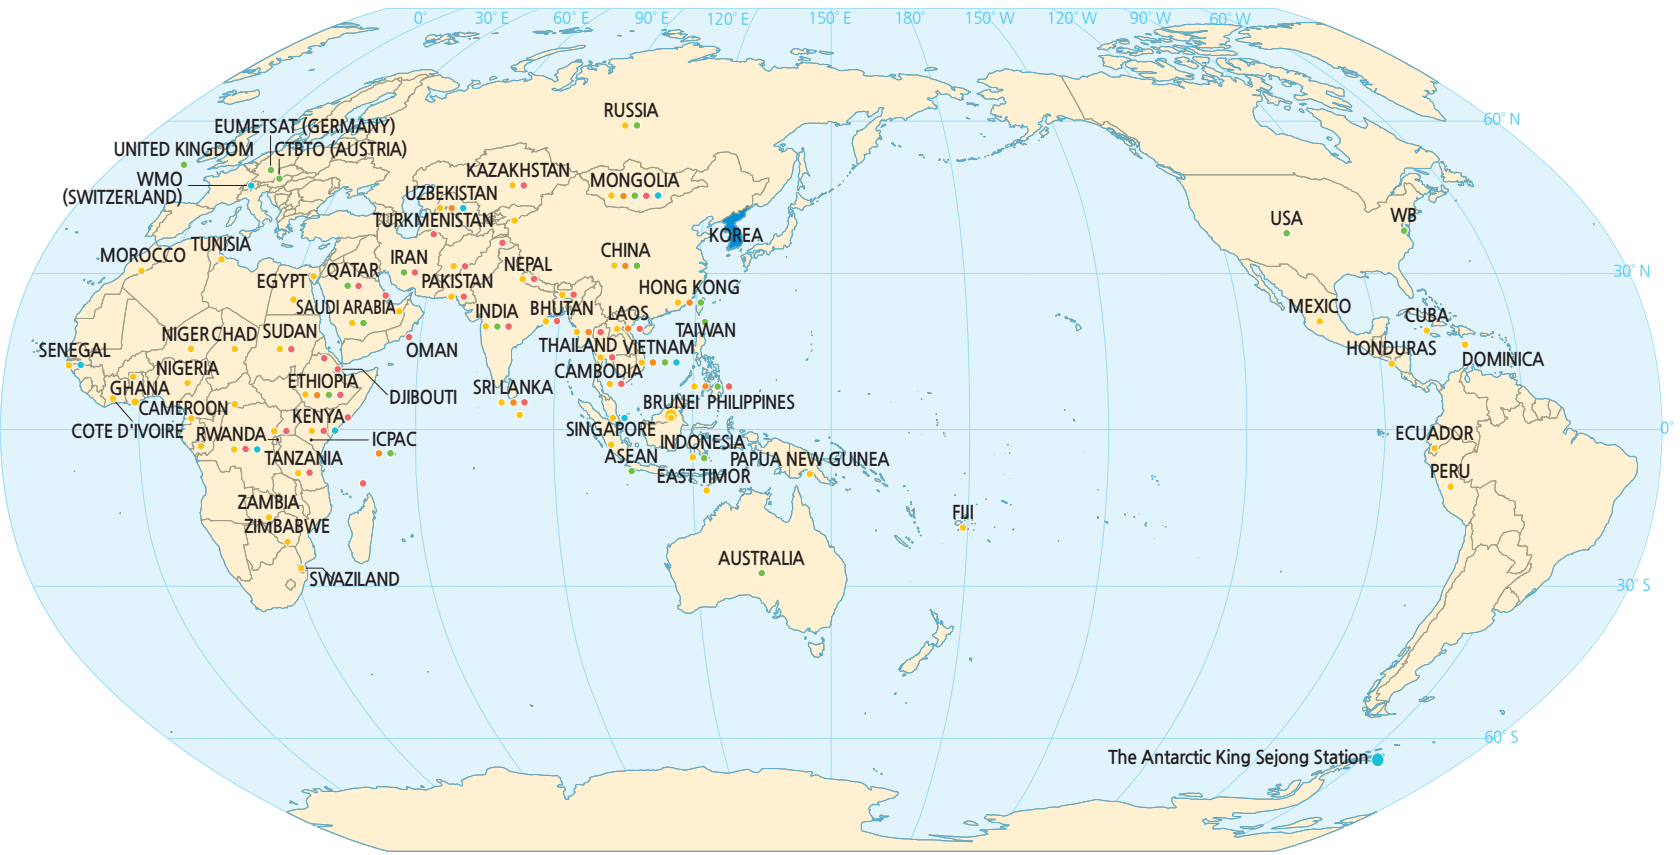 0° 30° E 60° E 90° E 120° E 150° E 180° 150° W 120° W 90° W 60° W
RUSSIA
60° N
EUMETSAT (GERMANY)
UNITED KINGDOM
CTBTO (AUSTRIA)
WMO
(SWITZERLAND)
KAZAKHSTAN
MONGOLIA
UZBEKISTAN
TURKMENISTAN
KOREA
USA
WB
MOROCCO
TUNISIA
IRAN
CHINA
NEPAL
30° N
EGYPT
QATAR
PAKISTAN
HONG KONG
SAUDI ARABIA
INDIA
BHUTAN
LAOS
MEXICO
CUBA
NIGER
CHAD
SUDAN
TAIWAN
SENEGAL
OMAN
THAILAND
VIETNAM
HONDURAS
DOMINICA
NIGERIA
CAMBODIA
GHANA
ETHIOPIA
DJIBOUTI
SRI LANKA
CAMEROON
BRUNEI
PHILIPPINES
KENYA
COTE D'IVOIRE
RWANDA
ICPAC
SINGAPORE
INDONESIA
ECUADOR
0°
TANZANIA
ASEAN
PAPUA NEW GUINEA
EAST TIMOR
PERU
ZAMBIA
ZIMBABWE
FIJI
AUSTRALIA
SWAZILAND
30° S
60° S
The Antarctic King Sejong Station